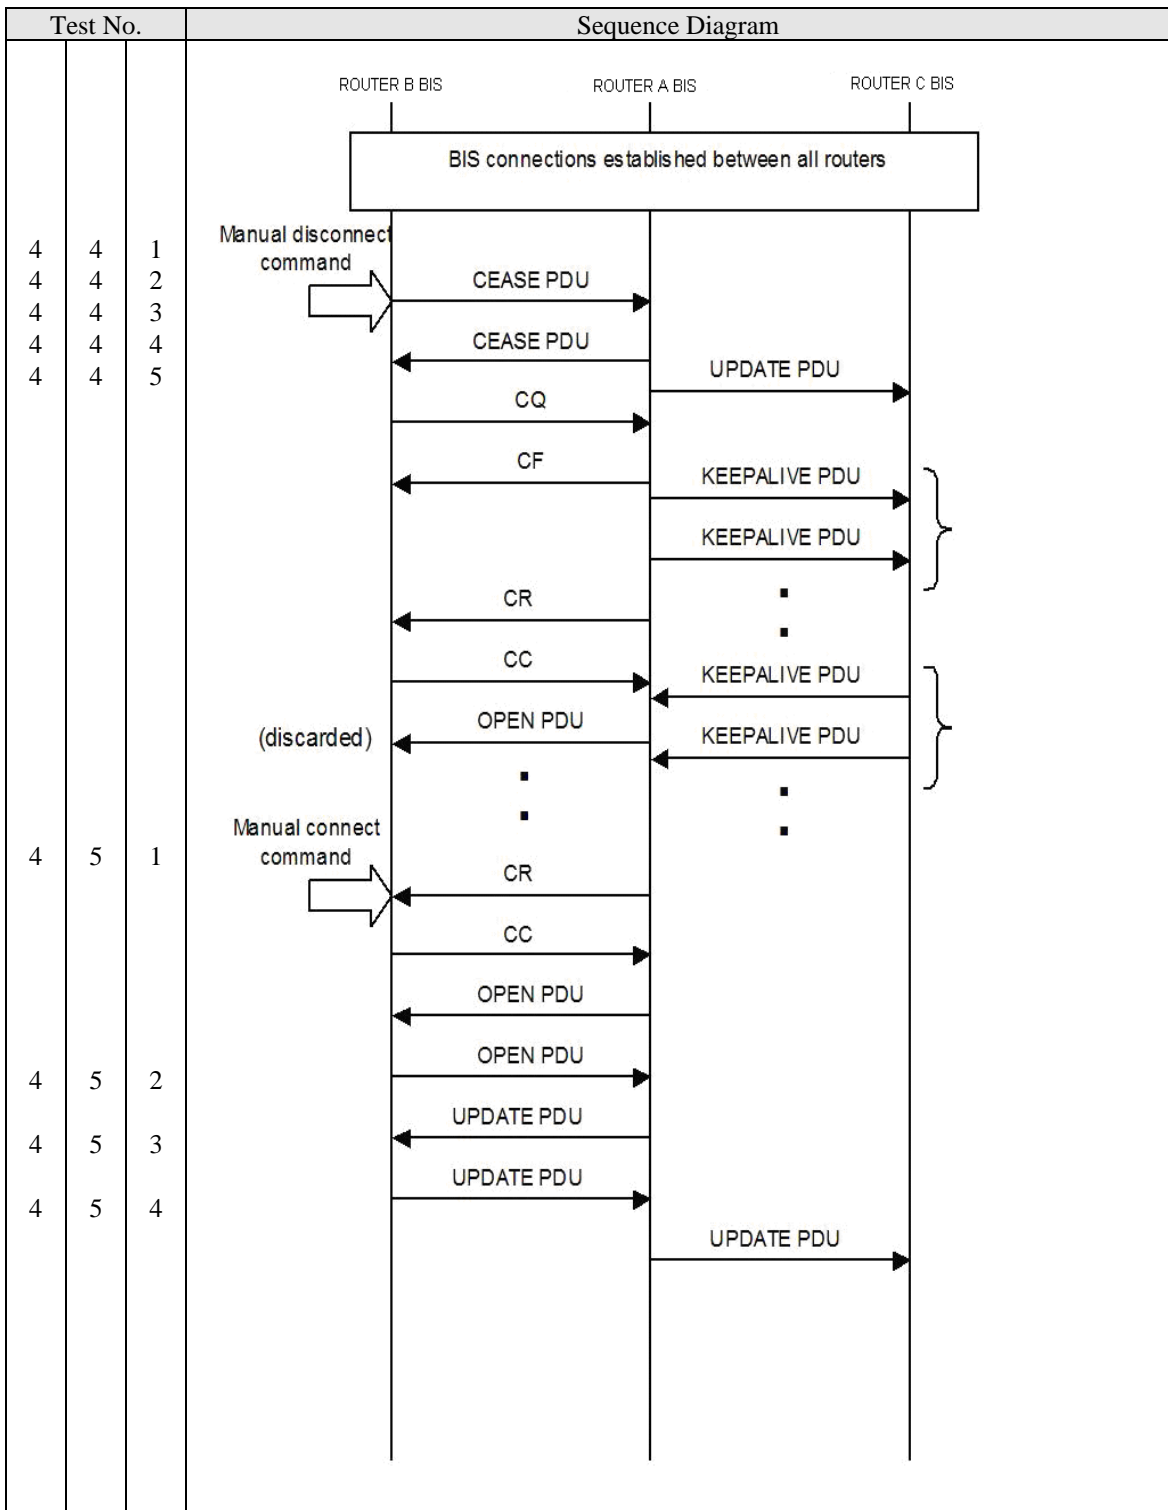 Test No. Sequence Diagram
ROUTER B BIS ROUTER A BIS ROUTER C BIS
BIS connections established between all routers
Manual disconnect
command
4 4 1
4 4 2
4 4 3
4 4 4
4 4 5
CEASE PDU
CEASE PDU
UPDATE PDU
CQ
CF
KEEPALIVE PDU
KEEPALIVE PDU
CR
CC
KEEPALIVE PDU
OPEN PDU
(discarded)
KEEPALIVE PDU
Manual connect
command
4 5 1
CR
CC
OPEN PDU
OPEN PDU
4 5 2
UPDATE PDU
4 5 3
UPDATE PDU
4 5 4
UPDATE PDU